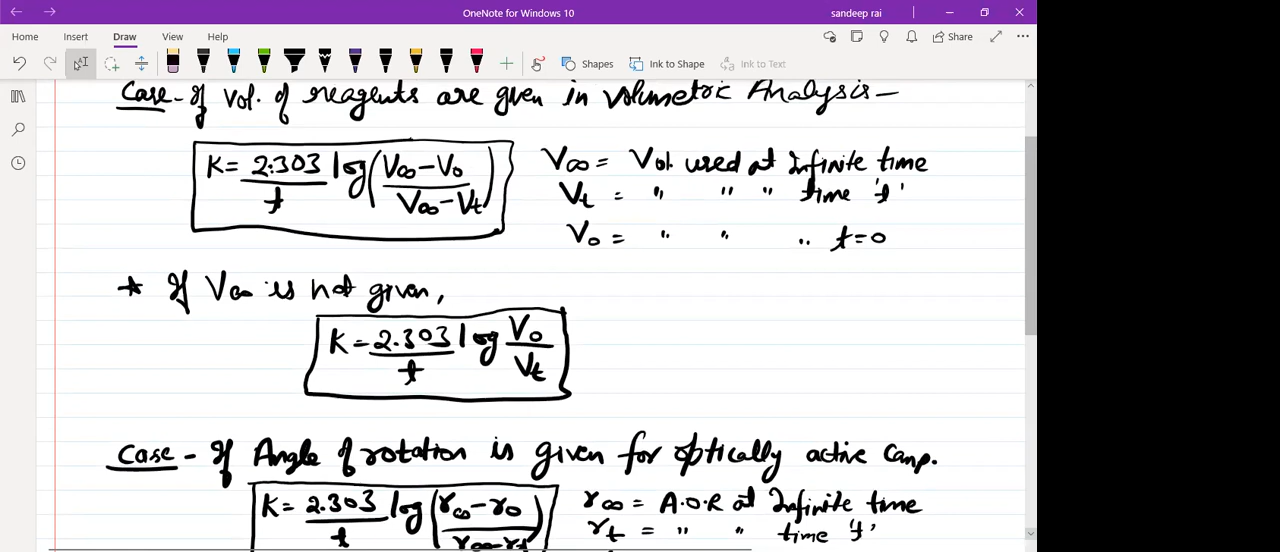 OneNote for Windows 10
sandeep rai
Home Insert Draw View Help
Share
Shapes Ink to Shape Ink to Text
Case - If Vol. of reagents are given in Volumetric Analysis -
K = 2.303/t log (V∞ - V₀ / V∞ - Vt)
V∞ = Vol. used at Infinite time
Vt = " " " time 't'
V₀ = " " " t = 0
* If V∞ is not given,
K = 2.303/t log V₀/Vt
Case - If Angle of rotation is given for optically active Comp.
K = 2.303/t log (r∞ - r₀ / r∞ - rt)
r∞ = A.O.R at Infinite time
rt = " " time 't'